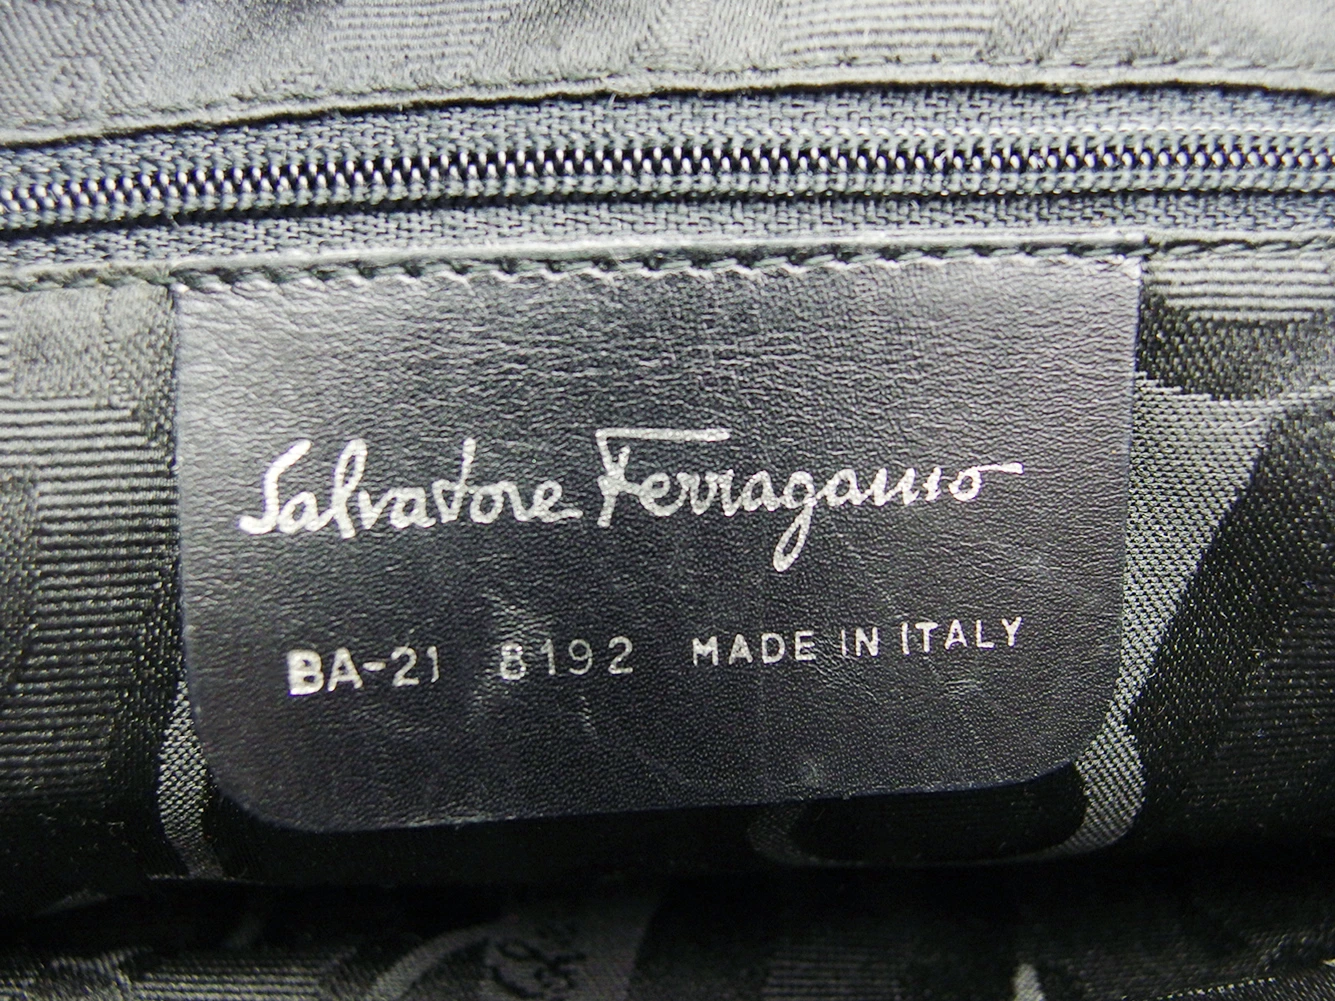 Salvatore Ferragamo
BA-21 8192 MADE IN ITALY